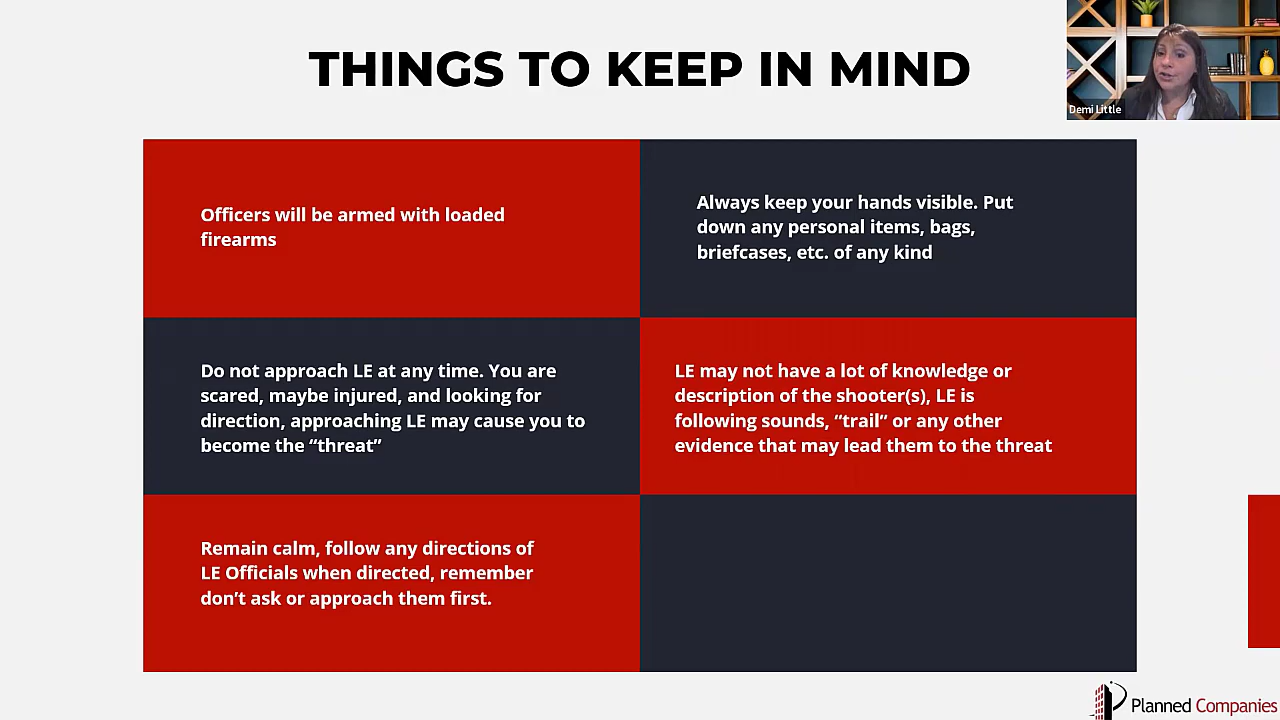 THINGS TO KEEP IN MIND
Demi Little
Officers will be armed with loaded
firearms
Always keep your hands visible. Put
down any personal items, bags,
briefcases, etc. of any kind
Do not approach LE at any time. You are
scared, maybe injured, and looking for
direction, approaching LE may cause you to
become the “threat”
LE may not have a lot of knowledge or
description of the shooter(s), LE is
following sounds, “trail” or any other
evidence that may lead them to the threat
Remain calm, follow any directions of
LE Officials when directed, remember
don’t ask or approach them first.
Planned Companies